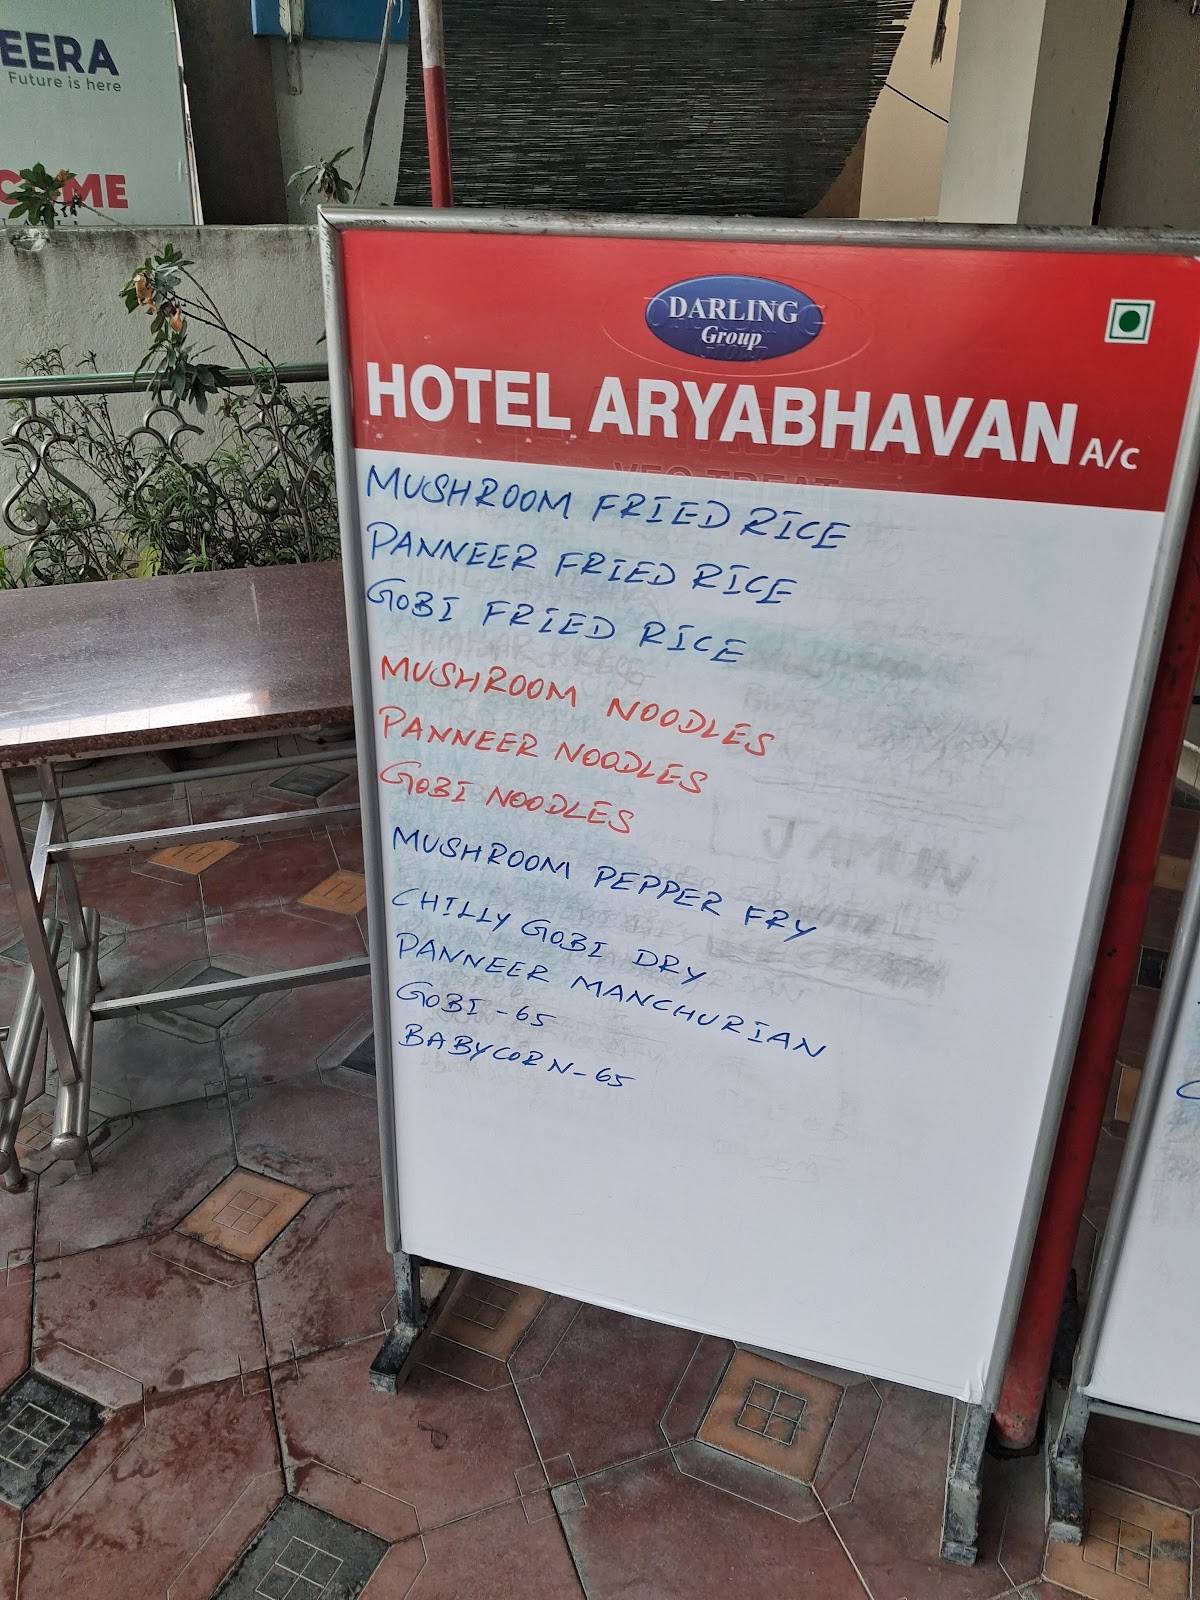 EERA
Future is here
ME
DARLING
Group
HOTEL ARYABHAVAN A/c
MUSHROOM FRIED RICE
PANNEER FRIED RICE
GOBI FRIED RICE
MUSHROOM NOODLES
PANNEER NOODLES
GOBI NOODLES
MUSHROOM PEPPER FRY
CHILLY GOBI DRY
PANNEER MANCHURIAN
GOBI-65
BABYCORN-65
JAMUN